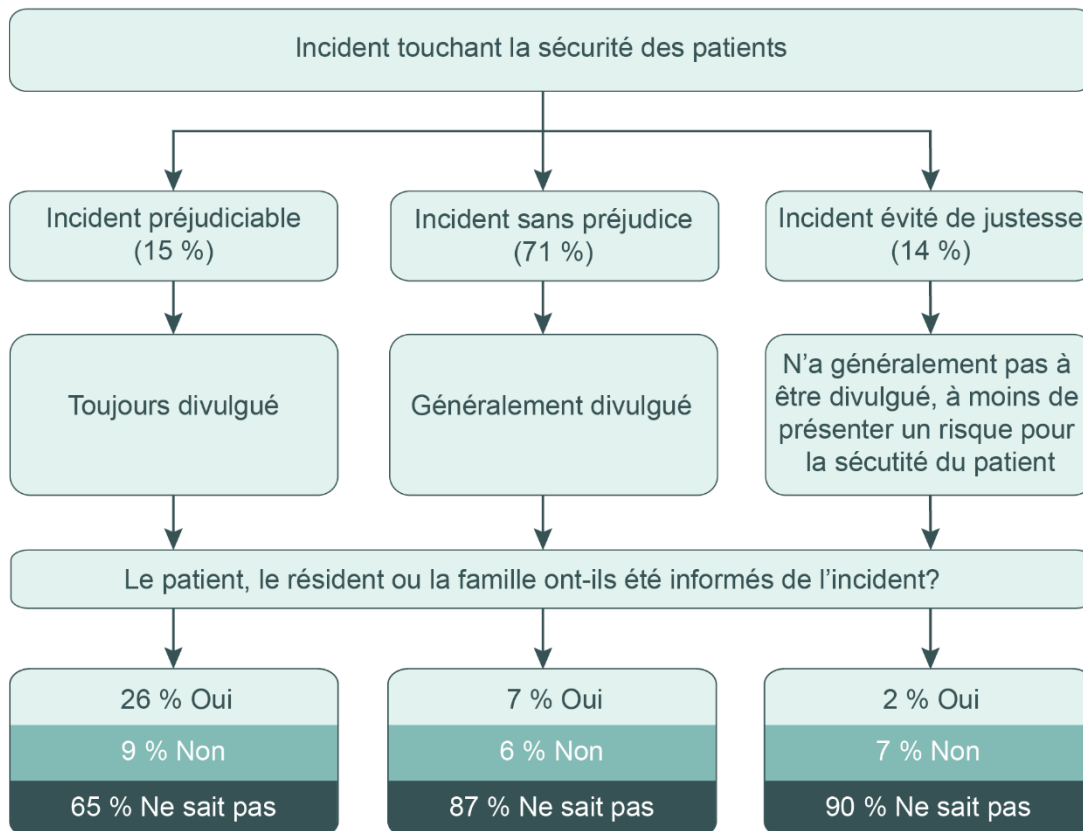 Incident touchant la sécurité des patients
Incident préjudiciable
(15 %)
Incident sans préjudice
(71 %)
Incident évité de justesse
(14 %)
Toujours divulgué
Généralement divulgué
N'a généralement pas à
être divulgué, à moins de
présenter un risque pour
la sécutité du patient
Le patient, le résident ou la famille ont-ils été informés de l'incident?
26 % Oui
9 % Non
65 % Ne sait pas
7 % Oui
6 % Non
87 % Ne sait pas
2 % Oui
7 % Non
90 % Ne sait pas